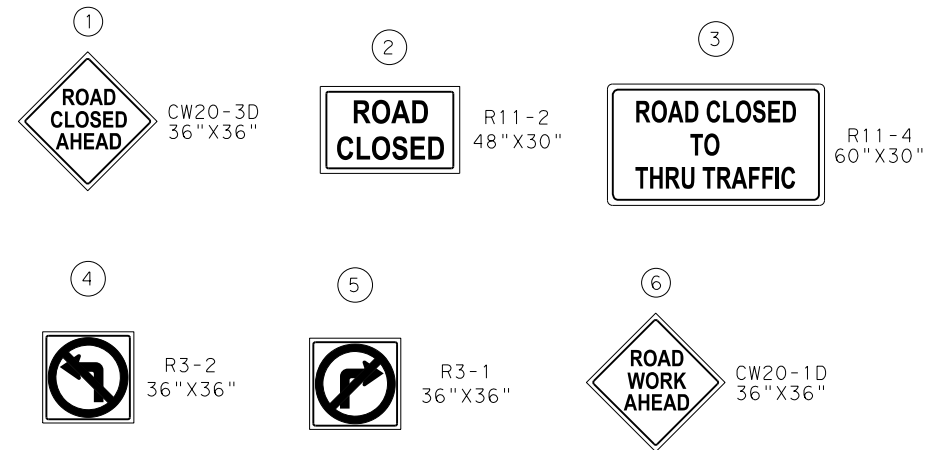 1
ROAD
CLOSED
AHEAD
CW20-3D
36"X36"
2
ROAD
CLOSED
R11-2
48"X30"
3
ROAD CLOSED
TO
THRU TRAFFIC
R11-4
60"X30"
4
R3-2
36"X36"
5
R3-1
36"X36"
6
ROAD
WORK
AHEAD
CW20-1D
36"X36"